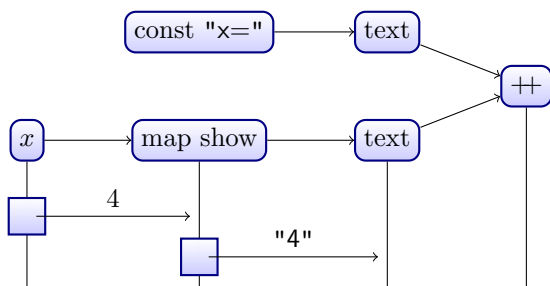 const "x=" text
++
x map show text
4
"4"